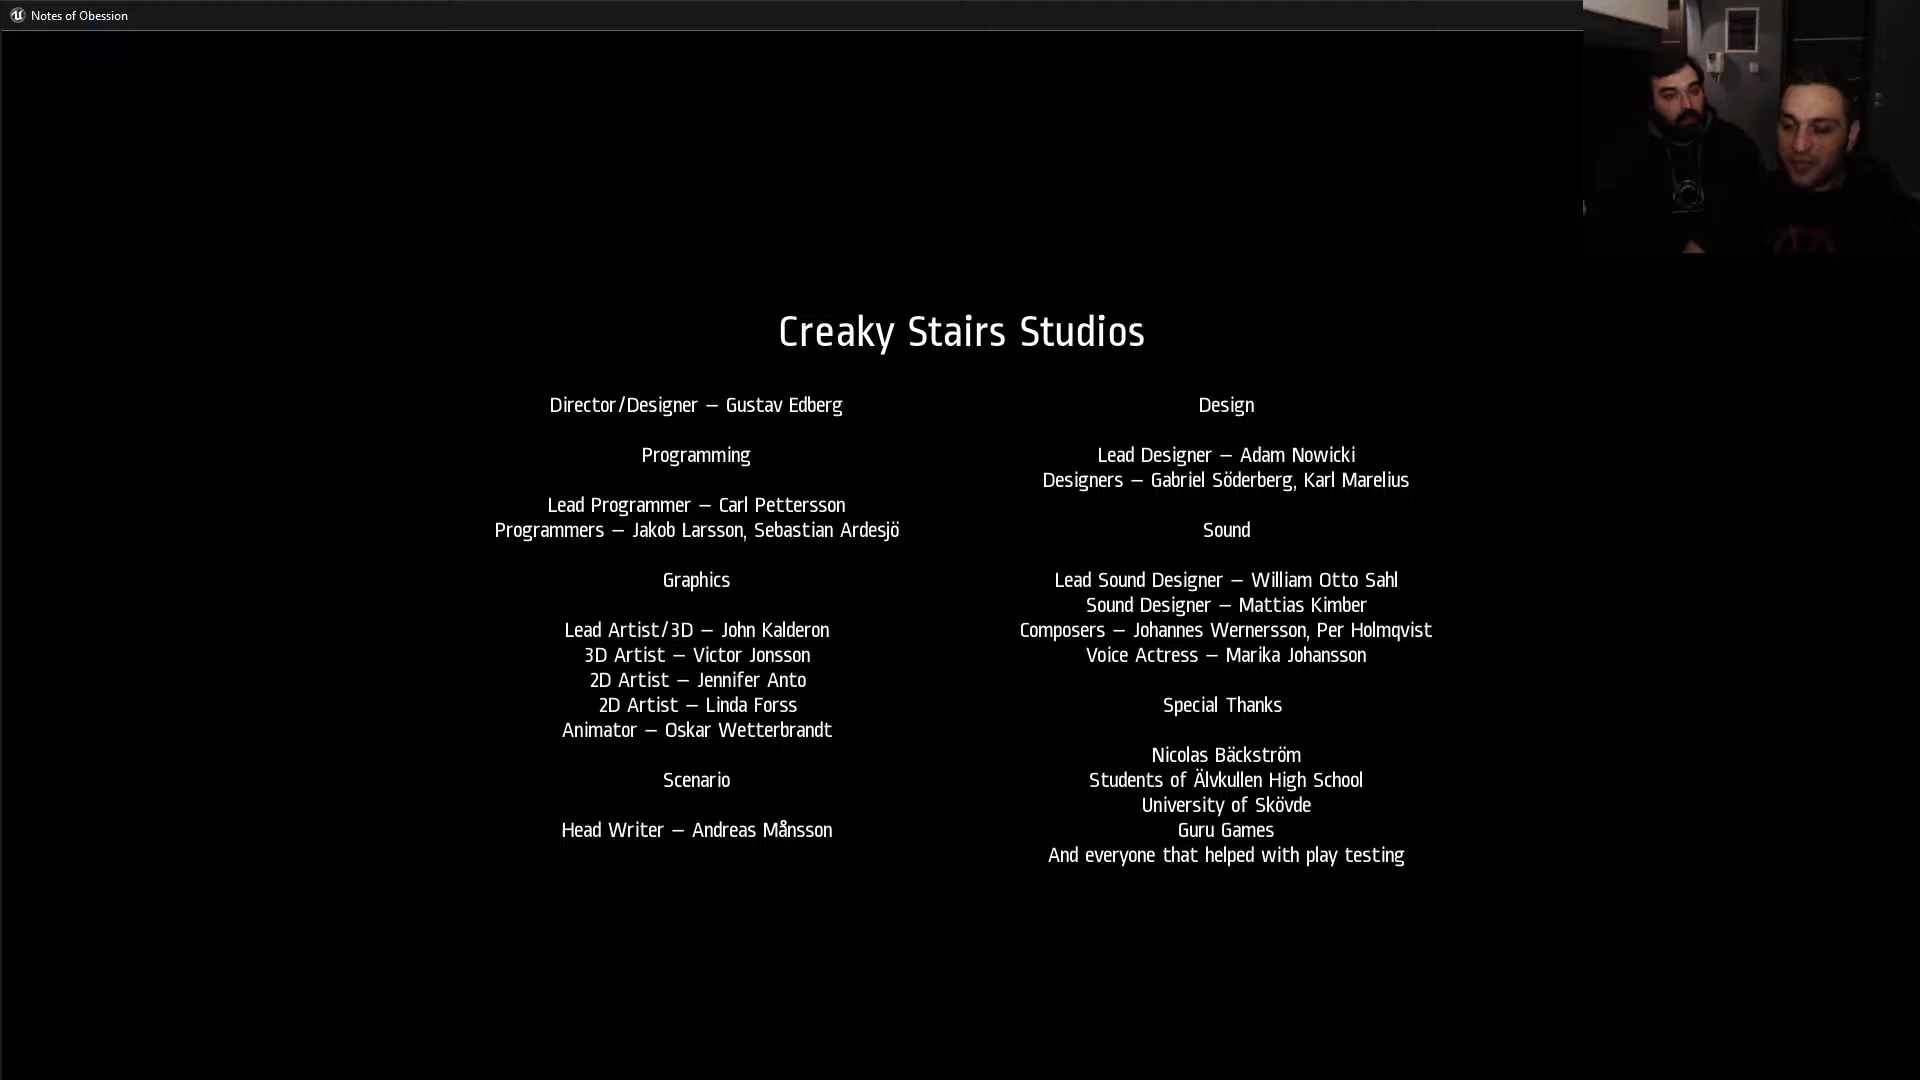 Notes of Obession
Creaky Stairs Studios
Director/Designer – Gustav Edberg
Programming
Lead Programmer – Carl Pettersson
Programmers – Jakob Larsson, Sebastian Ardesjö
Graphics
Lead Artist/3D – John Kalderon
3D Artist – Victor Jonsson
2D Artist – Jennifer Anto
2D Artist – Linda Forss
Animator – Oskar Wetterbrandt
Scenario
Head Writer – Andreas Månsson
Design
Lead Designer – Adam Nowicki
Designers – Gabriel Söderberg, Karl Marelius
Sound
Lead Sound Designer – William Otto Sahl
Sound Designer – Mattias Kimber
Composers – Johannes Wernersson, Per Holmqvist
Voice Actress – Marika Johansson
Special Thanks
Nicolas Bäckström
Students of Älvkullen High School
University of Skövde
Guru Games
And everyone that helped with play testing